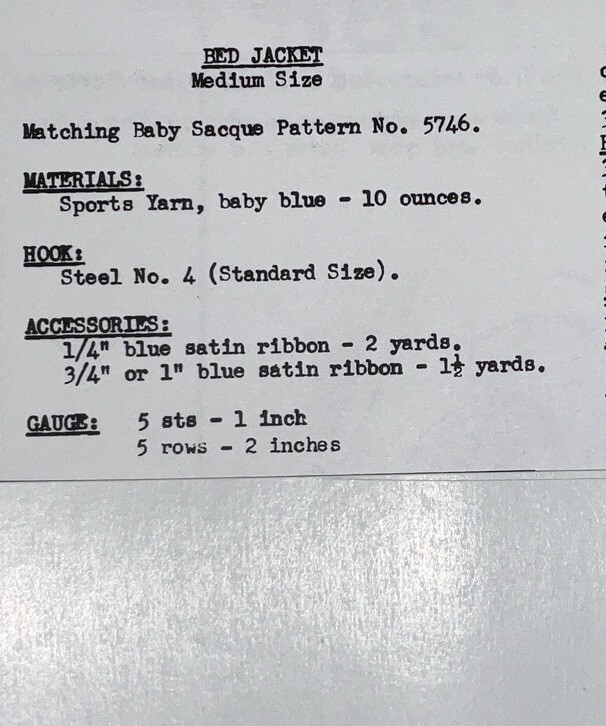 BED JACKET
Medium Size
Matching Baby Sacque Pattern No. 5746.
MATERIALS:
Sports Yarn, baby blue - 10 ounces.
HOOK:
Steel No. 4 (Standard Size).
ACCESSORIES:
1/4" blue satin ribbon - 2 yards.
3/4" or 1" blue satin ribbon - 1½ yards.
GAUGE: 5 sts - 1 inch
5 rows - 2 inches